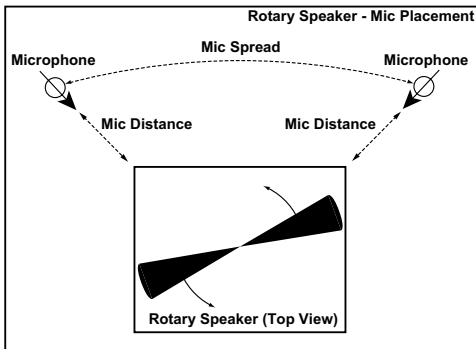 Rotary Speaker - Mic Placement
Mic Spread
Microphone
Microphone
Mic Distance
Mic Distance
Rotary Speaker (Top View)